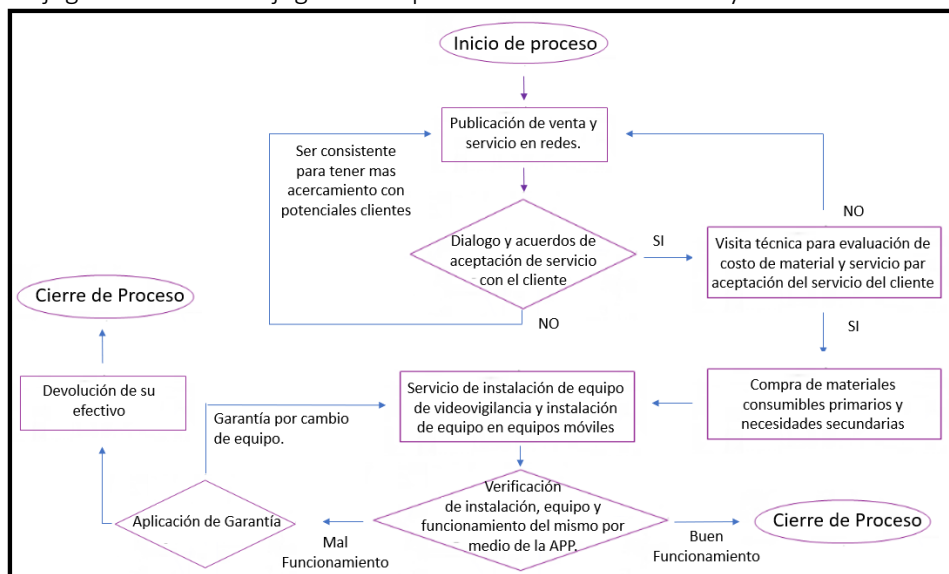 Inicio de proceso
Publicación de venta y
servicio en redes.
Ser consistente
para tener mas
acercamiento con
potenciales clientes
Dialogo y acuerdos de
aceptación de servicio
con el cliente
SI
NO
Visita técnica para evaluación de
costo de material y servicio par
aceptación del servicio del cliente
NO
SI
Cierre de Proceso
Devolución de su
efectivo
Garantía por cambio
de equipo.
Servicio de instalación de equipo
de videovigilancia y instalación
de equipo en equipos móviles
Compra de materiales
consumibles primarios y
necesidades secundarias
Aplicación de Garantía
Mal
Funcionamiento
Verificación
de instalación, equipo y
funcionamiento del mismo por
medio de la APP.
Buen
Funcionamiento
Cierre de Proceso